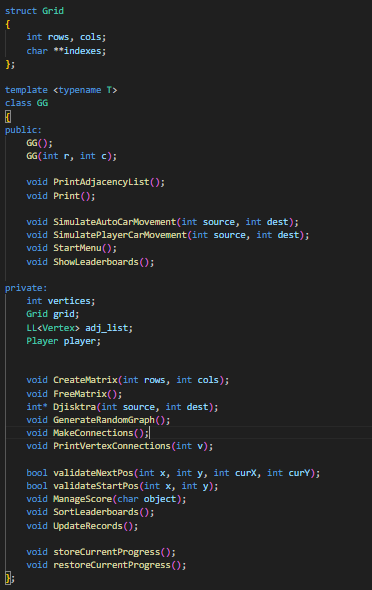 struct Grid
{
    int rows, cols;
    char **indexes;
};
template <typename T>
class GG
{
public:
    GG();
    GG(int r, int c);
    void PrintAdjacencyList();
    void Print();
    void SimulateAutoCarMovement(int source, int dest);
    void SimulatePlayerCarMovement(int source, int dest);
    void StartMenu();
    void ShowLeaderboards();
private:
    int vertices;
    Grid grid;
    LL<Vertex> adj_list;
    Player player;
    void CreateMatrix(int rows, int cols);
    void FreeMatrix();
    int* Djisktra(int source, int dest);
    void GenerateRandomGraph();
    void MakeConnections();
    void PrintVertexConnections(int v);
    bool validateNextPos(int x, int y, int curX, int curY);
    bool validateStartPos(int x, int y);
    void ManageScore(char object);
    void SortLeaderboards();
    void UpdateRecords();
    void storeCurrentProgress();
    void restoreCurrentProgress();
};